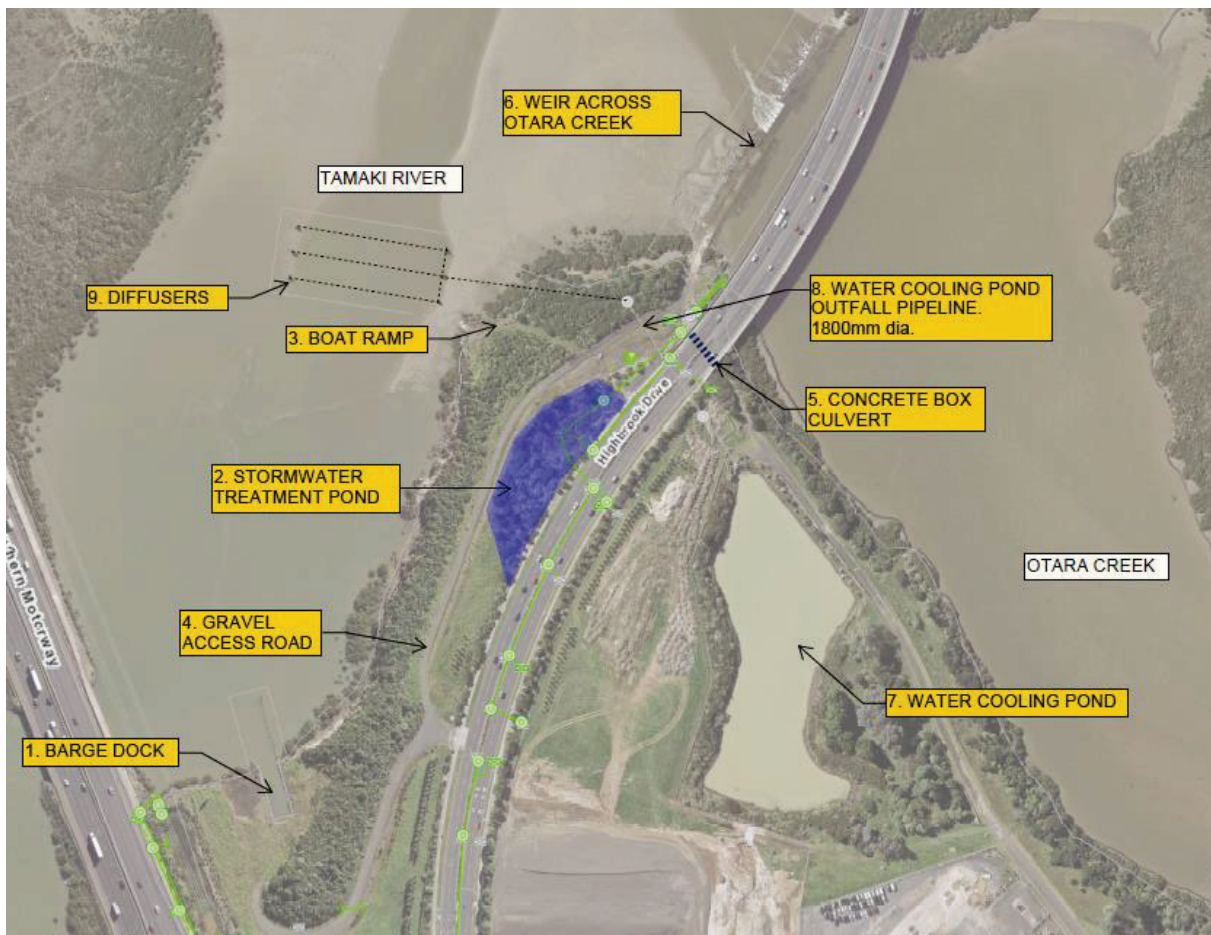 6. WEIR ACROSS
OTARA CREEK
TAMAKI RIVER
9. DIFFUSERS
3. BOAT RAMP
8. WATER COOLING POND
OUTFALL PIPELINE.
1800mm dia.
5. CONCRETE BOX
CULVERT
Highbrook Drive
2. STORMWATER
TREATMENT POND
OTARA CREEK
hern Motorway
4. GRAVEL
ACCESS ROAD
7. WATER COOLING POND
1. BARGE DOCK